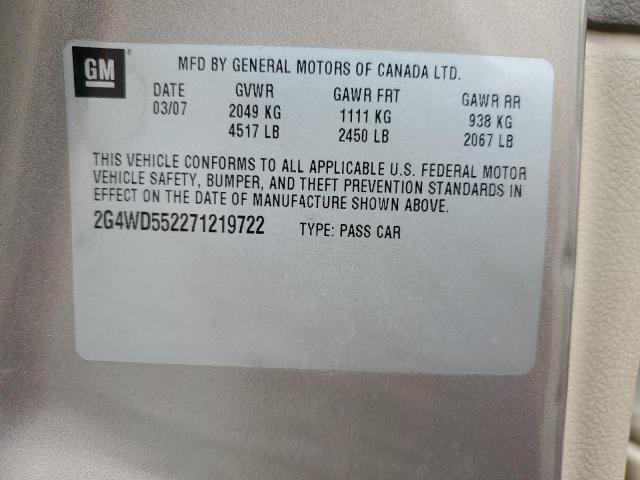 GM
MFD BY GENERAL MOTORS OF CANADA LTD.
DATE GVWR GAWR FRT GAWR RR
03/07 2049 KG 1111 KG 938 KG
4517 LB 2450 LB 2067 LB
THIS VEHICLE CONFORMS TO ALL APPLICABLE U.S. FEDERAL MOTOR
VEHICLE SAFETY, BUMPER, AND THEFT PREVENTION STANDARDS IN
EFFECT ON THE DATE OF MANUFACTURE SHOWN ABOVE.
2G4WD552271219722 TYPE: PASS CAR